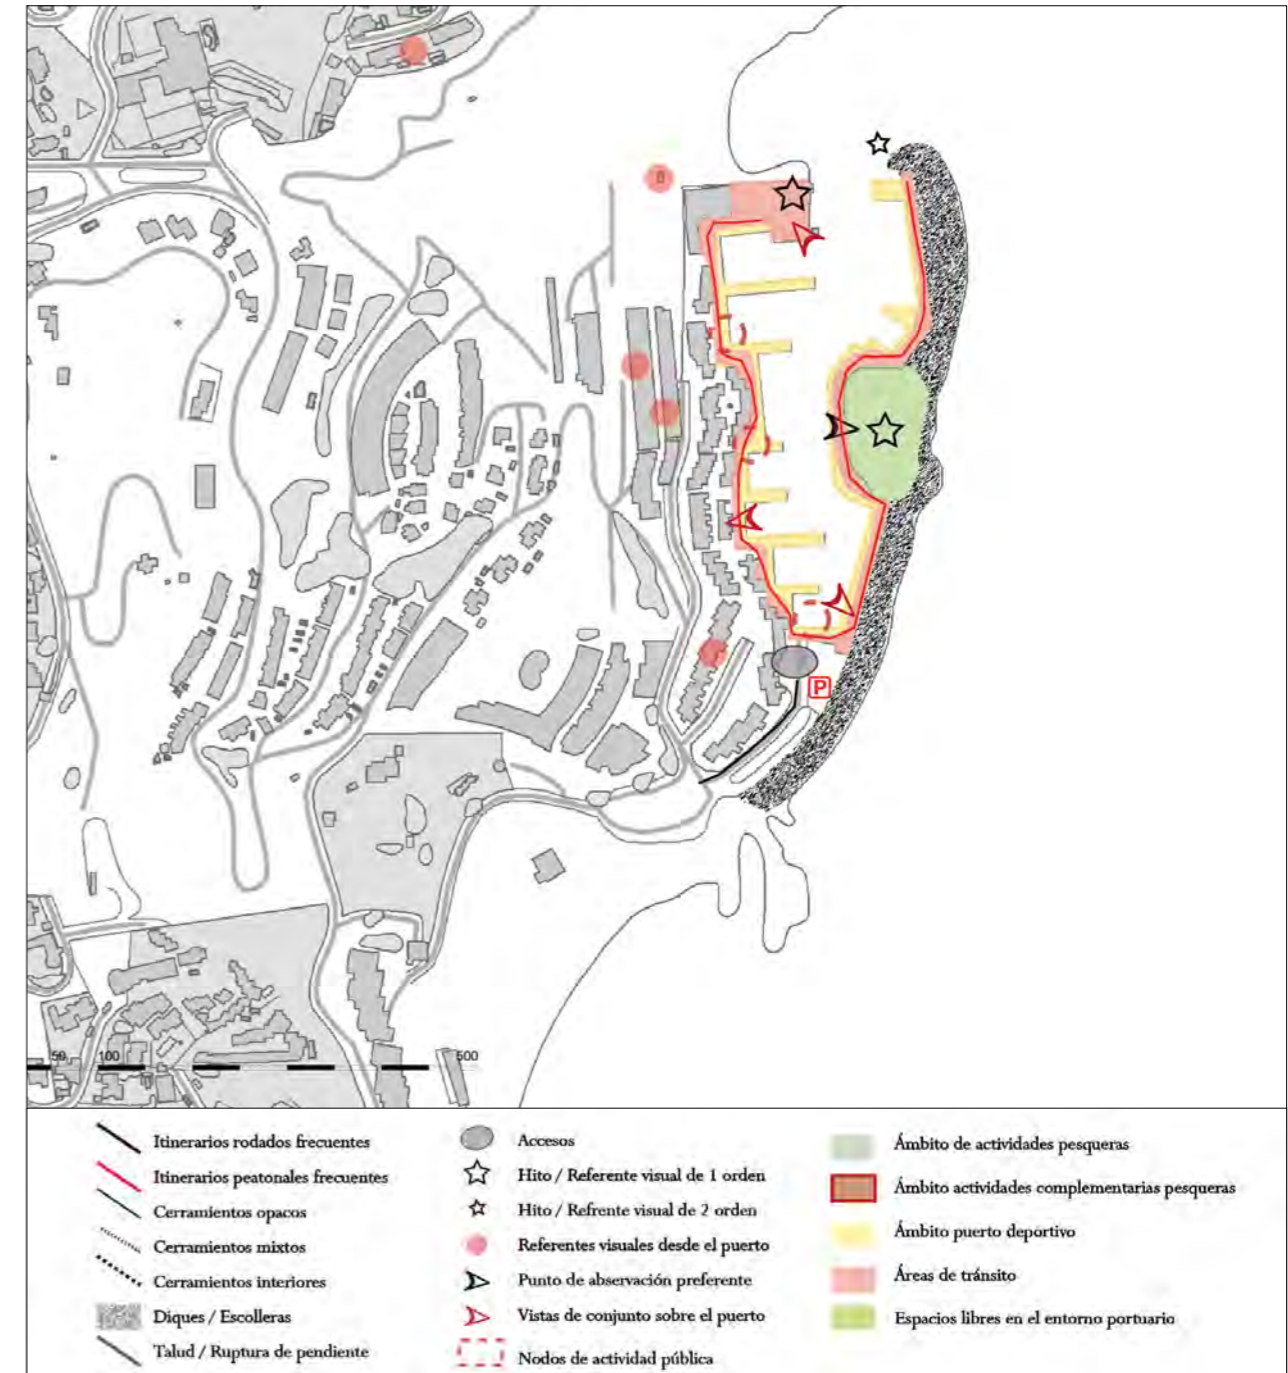 P
50 100 500
Itinerarios rodados frecuentes
Itinerarios peatonales frecuentes
Cerramientos opacos
Cerramientos mixtos
Cerramientos interiores
Diques / Escolleras
Talud / Ruptura de pendiente
Accesos
Hito / Referente visual de 1 orden
Hito / Refrente visual de 2 orden
Referentes visuales desde el puerto
Punto de observación preferente
Vistas de conjunto sobre el puerto
Nodos de actividad pública
Ámbito de actividades pesqueras
Ámbito actividades complementarias pesqueras
Ámbito puerto deportivo
Áreas de tránsito
Espacios libres en el entorno portuario